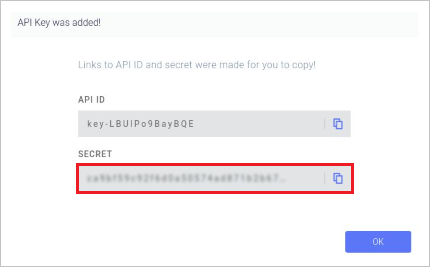 API Key was added!
Links to API ID and secret were made for you to copy!
API ID
key-LBUIPo9BayBQE
SECRET
OK